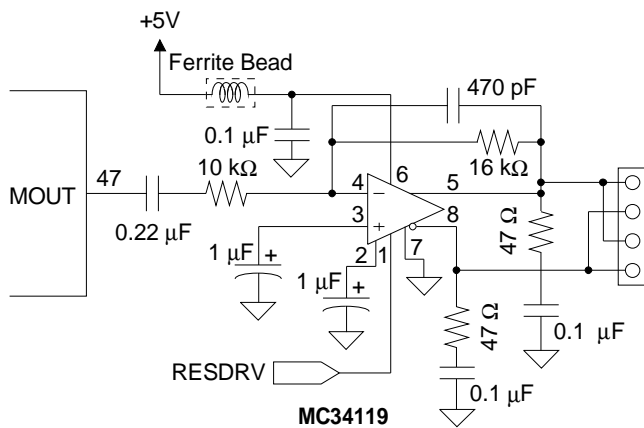 +5V
Ferrite Bead
470 pF
0.1 µF
16 kΩ
10 kΩ
47
MOUT
0.22 µF
4
−
6
5
3
+
8
7
2
1
1 µF
+
1 µF
+
47 Ω
47 Ω
0.1 µF
0.1 µF
RESDRV
MC34119